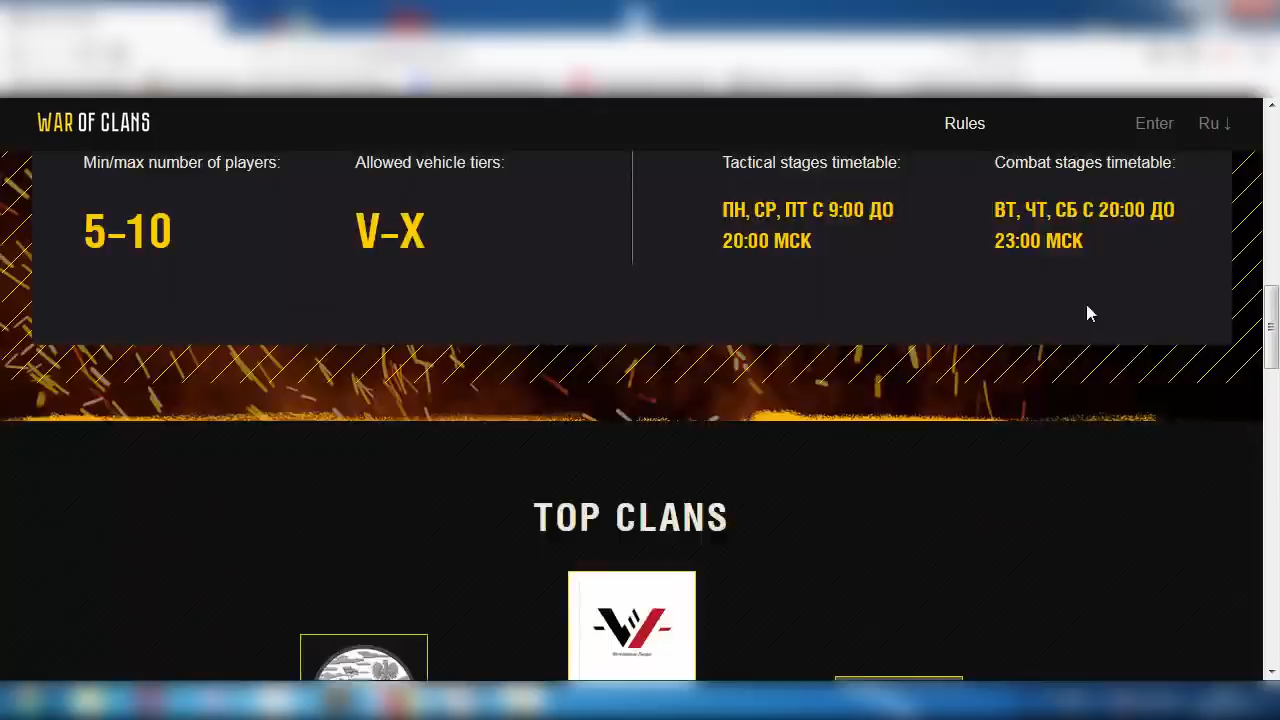 WAR OF CLANS
Rules
Enter
Ru ↓
Min/max number of players:
Allowed vehicle tiers:
Tactical stages timetable:
Combat stages timetable:
5–10
V–X
ПН, СР, ПТ С 9:00 ДО
20:00 МСК
ВТ, ЧТ, СБ С 20:00 ДО
23:00 МСК
TOP CLANS